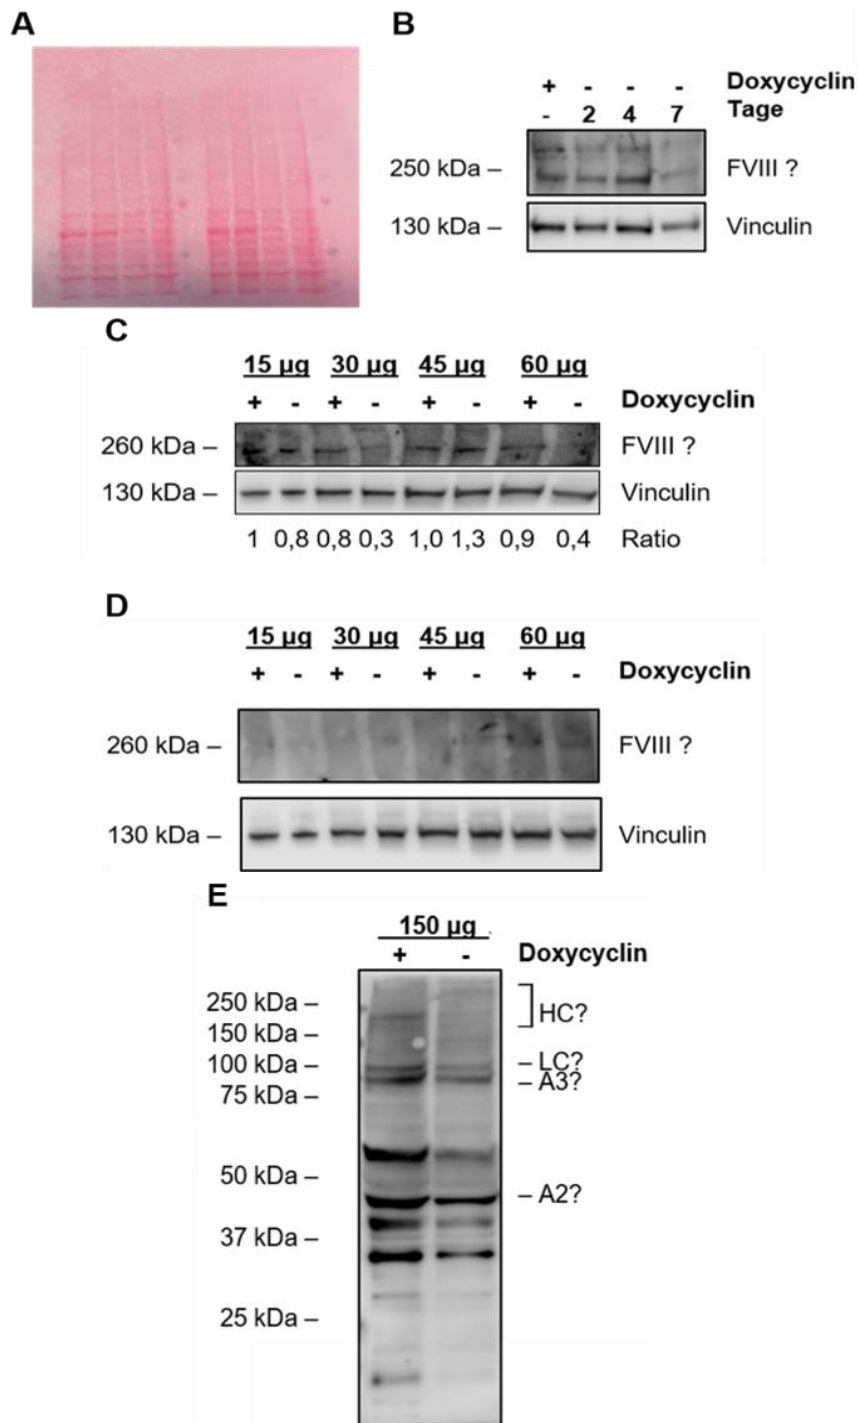 A
B
+ - - - Doxycyclin
- 2 4 7 Tage
250 kDa – FVIII ?
130 kDa – Vinculin
C
15 µg 30 µg 45 µg 60 µg
+ - + - + - + - Doxycyclin
260 kDa – FVIII ?
130 kDa – Vinculin
1 0,8 0,8 0,3 1,0 1,3 0,9 0,4 Ratio
D
15 µg 30 µg 45 µg 60 µg
+ - + - + - + - Doxycyclin
260 kDa – FVIII ?
130 kDa – Vinculin
E
150 µg
+ - Doxycyclin
250 kDa –
HC?
150 kDa –
100 kDa – – LC?
– A3?
75 kDa –
50 kDa –
– A2?
37 kDa –
25 kDa –